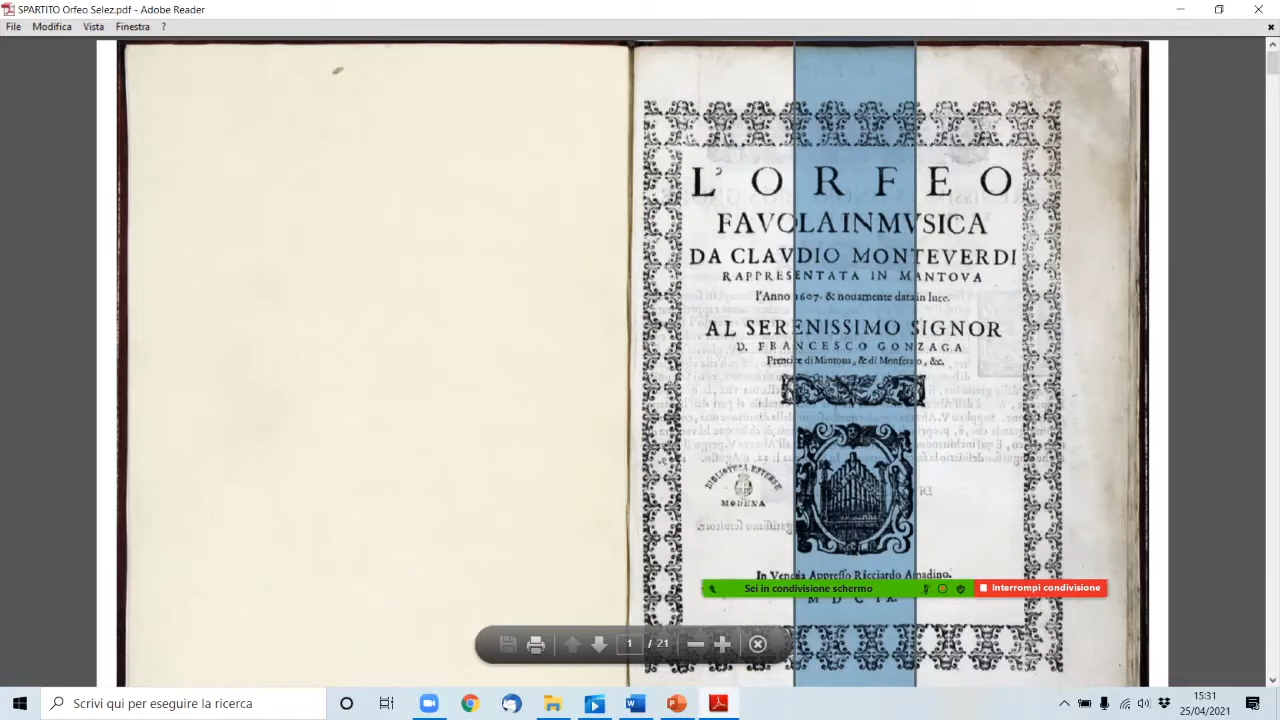 SPARTITO Orfeo Selez.pdf - Adobe Reader
File Modifica Vista Finestra ?
L'ORFEO
FAVOLA IN MVSICA
DA CLAVDIO MONTEVERDI
RAPPRESENTATA IN MANTOVA
l'Anno 1607. & nouamente data in luce.
AL SERENISSIMO SIGNOR
D. FRANCESCO GONZAGA
Prencipe di Mantoua, & di Monferato, &c.
BIBLIOTECA ESTENSE
MODENA
In Venetia Appresso Ricciardo Amadino.
Sei in condivisione schermo
Interrompi condivisione
1 / 21
Scrivi qui per eseguire la ricerca
15:31
25/04/2021